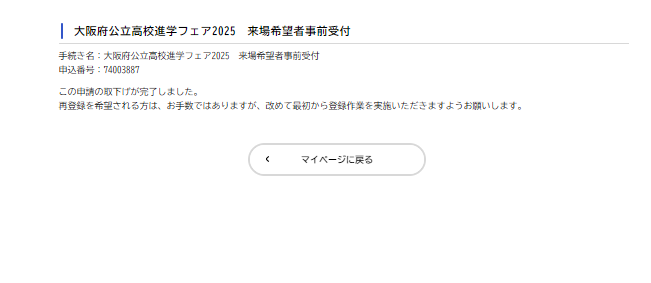 大阪府公立高校進学フェア2025　来場希望者事前受付
手続き名：大阪府公立高校進学フェア2025　来場希望者事前受付
申込番号：74003887
この申請の取下げが完了しました。
再登録を希望される方は、お手数ではありますが、改めて最初から登録作業を実施いただきますようお願いします。
マイページに戻る